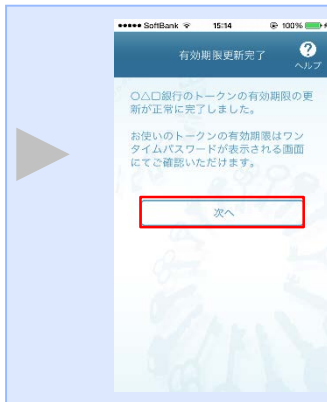 ●●●●● SoftBank 15:14 100%
有効期限更新完了
?
ヘルプ
○△□銀行のトークンの有効期限の更
新が正常に完了しました。
お使いのトークンの有効期限はワン
タイムパスワードが表示される画面
にてご確認いただけます。
次へ